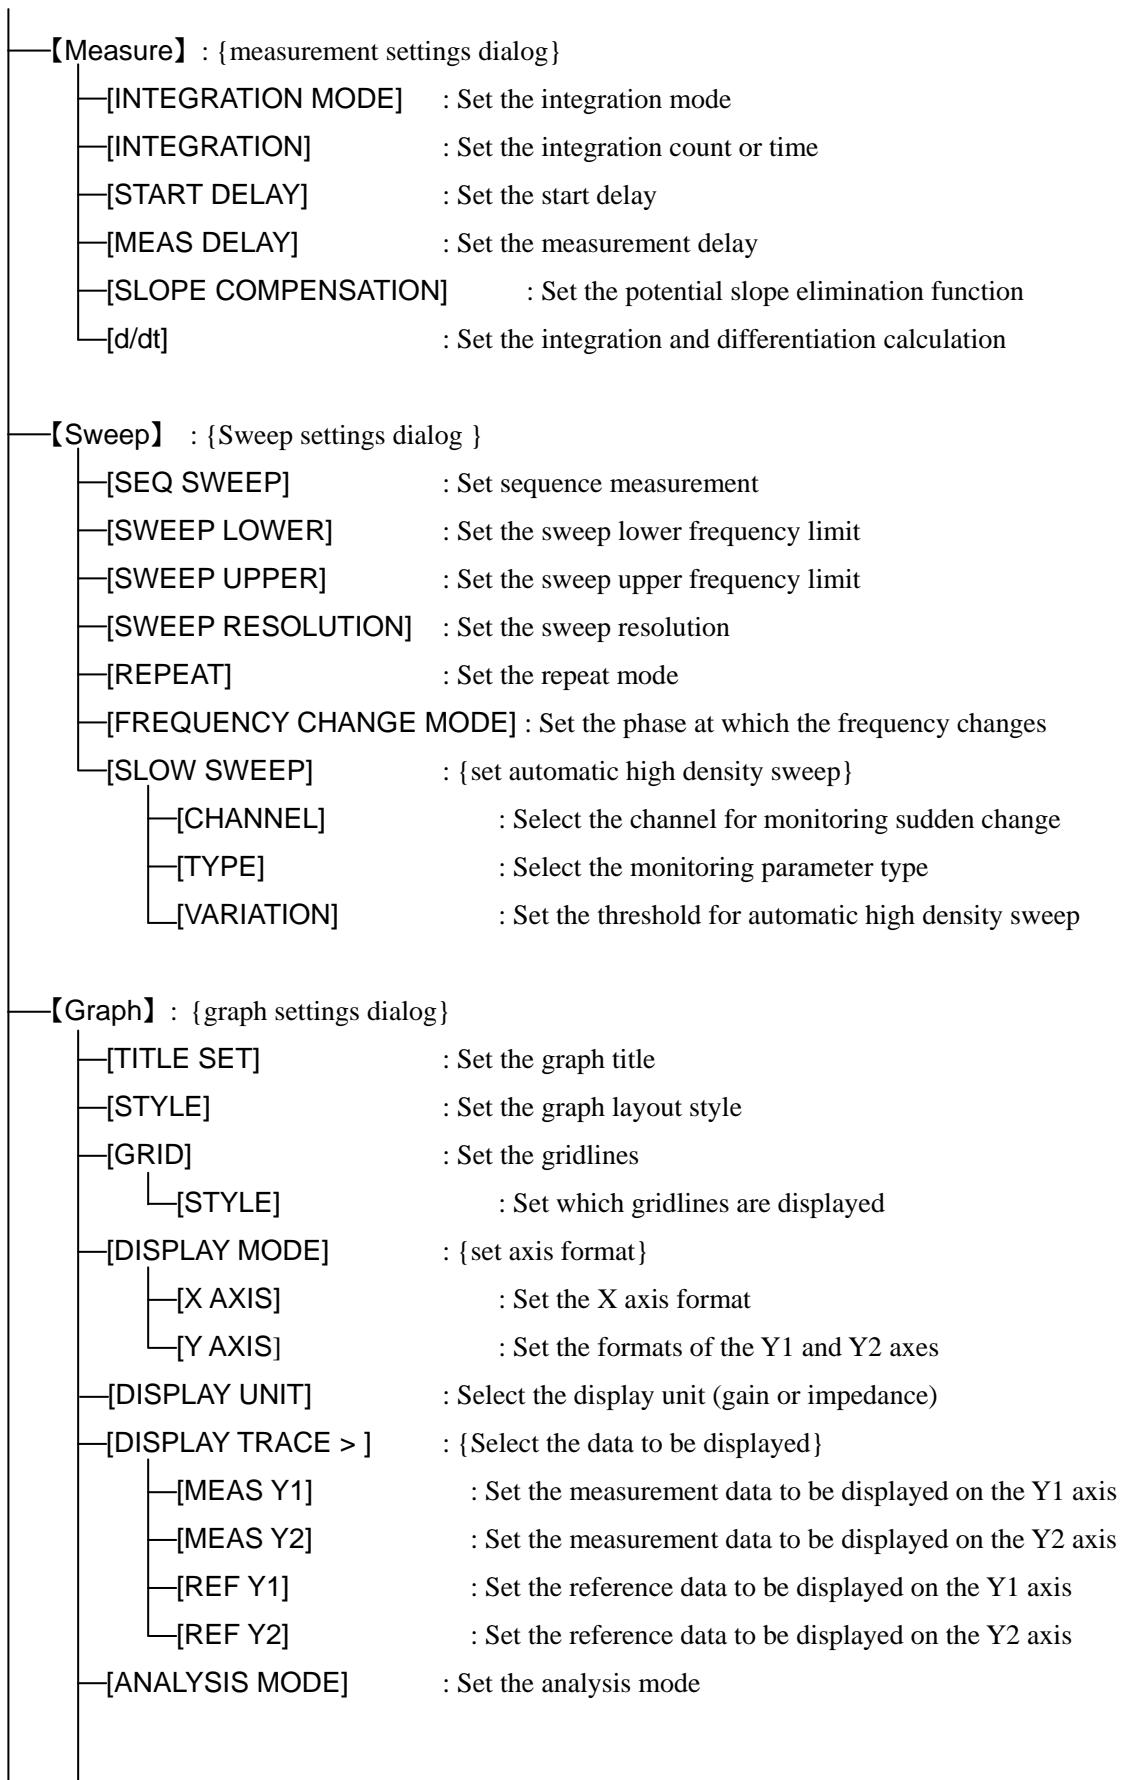 【Measure】 : {measurement settings dialog}
[INTEGRATION MODE] : Set the integration mode
[INTEGRATION] : Set the integration count or time
[START DELAY] : Set the start delay
[MEAS DELAY] : Set the measurement delay
[SLOPE COMPENSATION] : Set the potential slope elimination function
[d/dt] : Set the integration and differentiation calculation
【Sweep】 : {Sweep settings dialog }
[SEQ SWEEP] : Set sequence measurement
[SWEEP LOWER] : Set the sweep lower frequency limit
[SWEEP UPPER] : Set the sweep upper frequency limit
[SWEEP RESOLUTION] : Set the sweep resolution
[REPEAT] : Set the repeat mode
[FREQUENCY CHANGE MODE] : Set the phase at which the frequency changes
[SLOW SWEEP] : {set automatic high density sweep}
[CHANNEL] : Select the channel for monitoring sudden change
[TYPE] : Select the monitoring parameter type
[VARIATION] : Set the threshold for automatic high density sweep
【Graph】 : {graph settings dialog}
[TITLE SET] : Set the graph title
[STYLE] : Set the graph layout style
[GRID] : Set the gridlines
[STYLE] : Set which gridlines are displayed
[DISPLAY MODE] : {set axis format}
[X AXIS] : Set the X axis format
[Y AXIS] : Set the formats of the Y1 and Y2 axes
[DISPLAY UNIT] : Select the display unit (gain or impedance)
[DISPLAY TRACE > ] : {Select the data to be displayed}
[MEAS Y1] : Set the measurement data to be displayed on the Y1 axis
[MEAS Y2] : Set the measurement data to be displayed on the Y2 axis
[REF Y1] : Set the reference data to be displayed on the Y1 axis
[REF Y2] : Set the reference data to be displayed on the Y2 axis
[ANALYSIS MODE] : Set the analysis mode